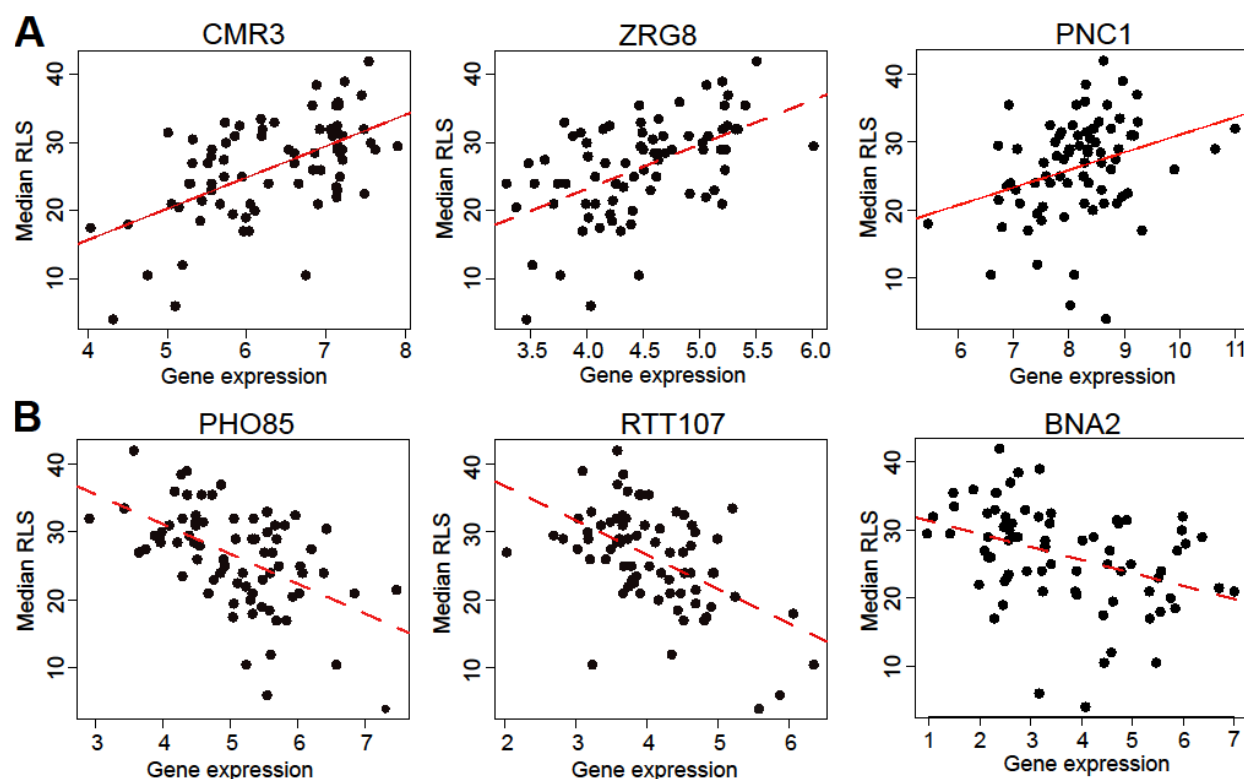 A
CMR3
ZRG8
PNC1
Median RLS
40
30
20
10
4 5 6 7 8
Gene expression
Median RLS
40
30
20
10
3.5 4.0 4.5 5.0 5.5 6.0
Gene expression
Median RLS
40
30
20
10
6 7 8 9 10 11
Gene expression
B
PHO85
RTT107
BNA2
Median RLS
40
30
20
10
3 4 5 6 7
Gene expression
Median RLS
40
30
20
10
2 3 4 5 6
Gene expression
Median RLS
40
30
20
10
1 2 3 4 5 6 7
Gene expression